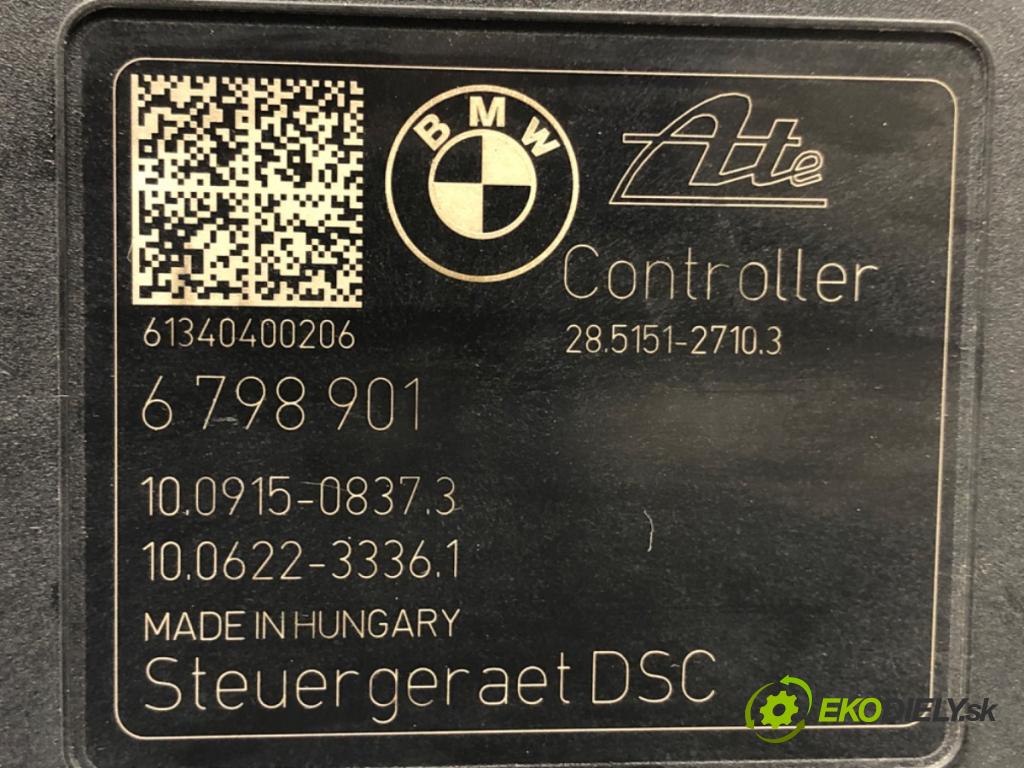 BMW
Ate
Controller
61340400206
28.5151-2710.3
6 798 901
10.0915-0837.3
10.0622-3336.1
MADE IN HUNGARY
Steuergeraet DSC
EKODIELY.sk